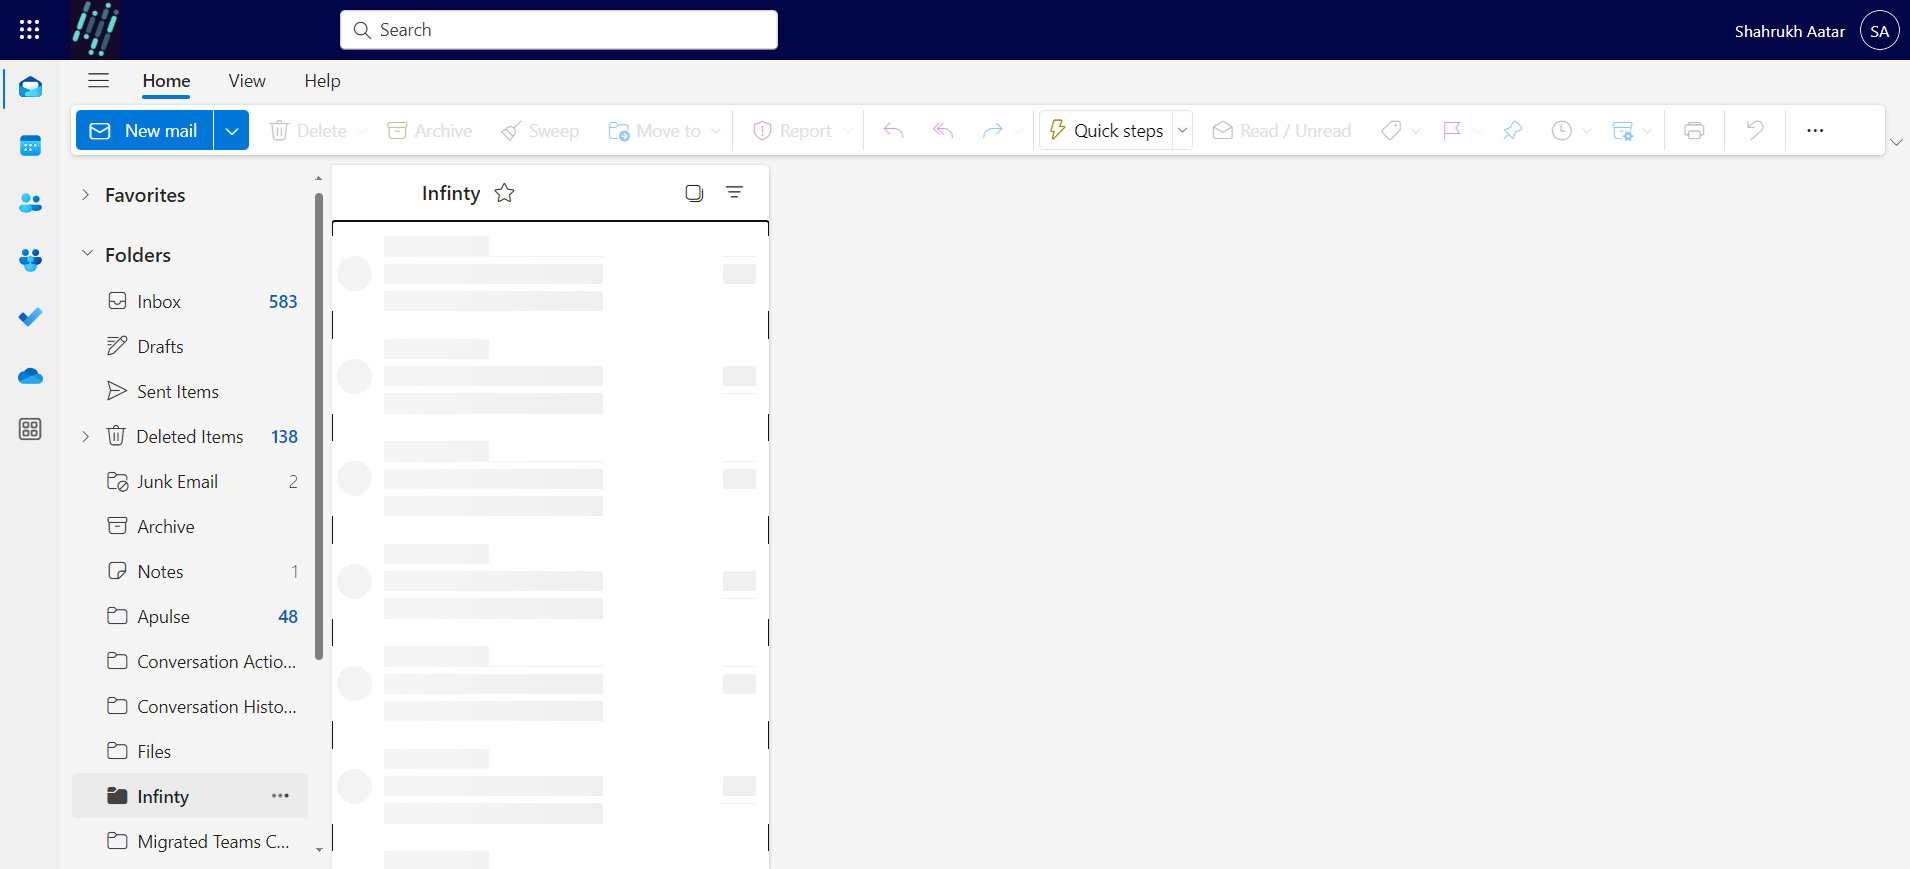 Search
Shahrukh Aatar
SA
Home
View
Help
New mail
Delete
Archive
Sweep
Move to
Report
Quick steps
Read / Unread
Favorites
Infinty
Folders
Inbox 583
Drafts
Sent Items
Deleted Items 138
Junk Email 2
Archive
Notes 1
Apulse 48
Conversation Actio...
Conversation Histo...
Files
Infinty
Migrated Teams C...